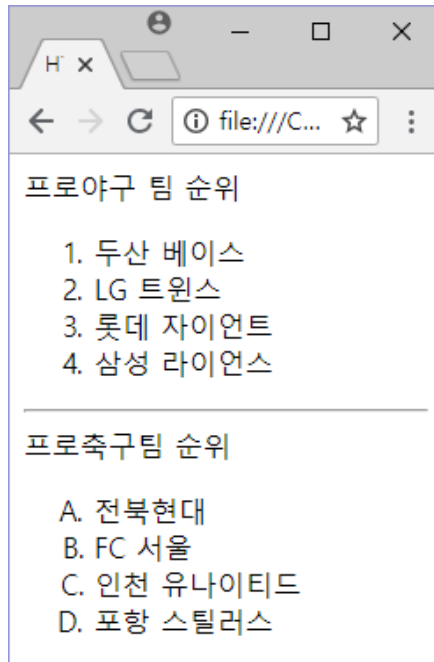 H
file:///C...
프로야구 팀 순위
1. 두산 베이스
2. LG 트윈스
3. 롯데 자이언트
4. 삼성 라이언스
프로축구팀 순위
A. 전북현대
B. FC 서울
C. 인천 유나이티드
D. 포항 스틸러스